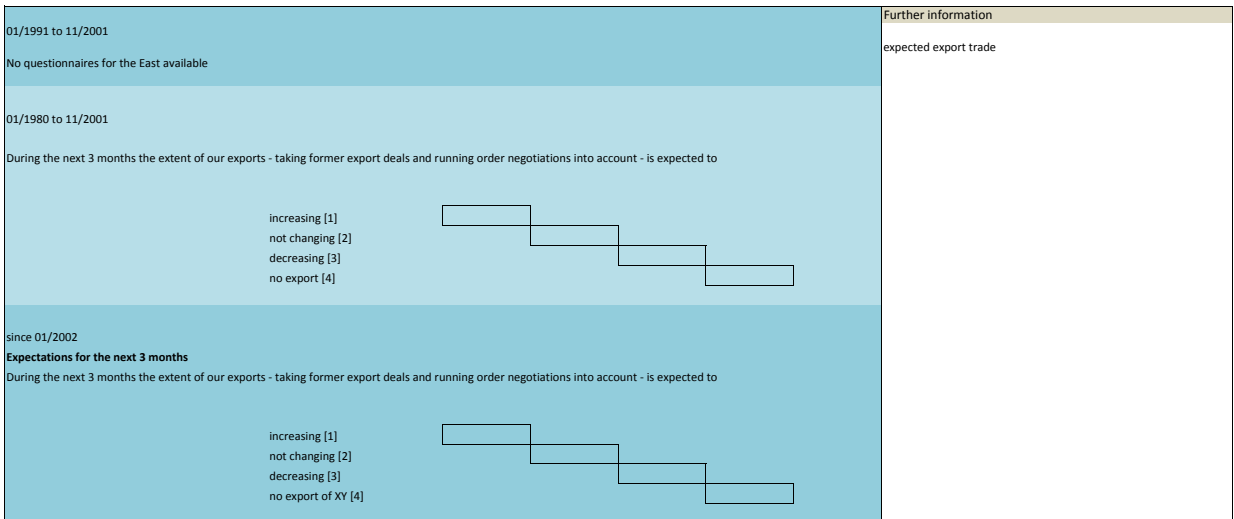 Further information
01/1991 to 11/2001
expected export trade
No questionnaires for the East available
01/1980 to 11/2001
During the next 3 months the extent of our exports - taking former export deals and running order negotiations into account - is expected to
increasing [1]
not changing [2]
decreasing [3]
no export [4]
since 01/2002
Expectations for the next 3 months
During the next 3 months the extent of our exports - taking former export deals and running order negotiations into account - is expected to
increasing [1]
not changing [2]
decreasing [3]
no export of XY [4]